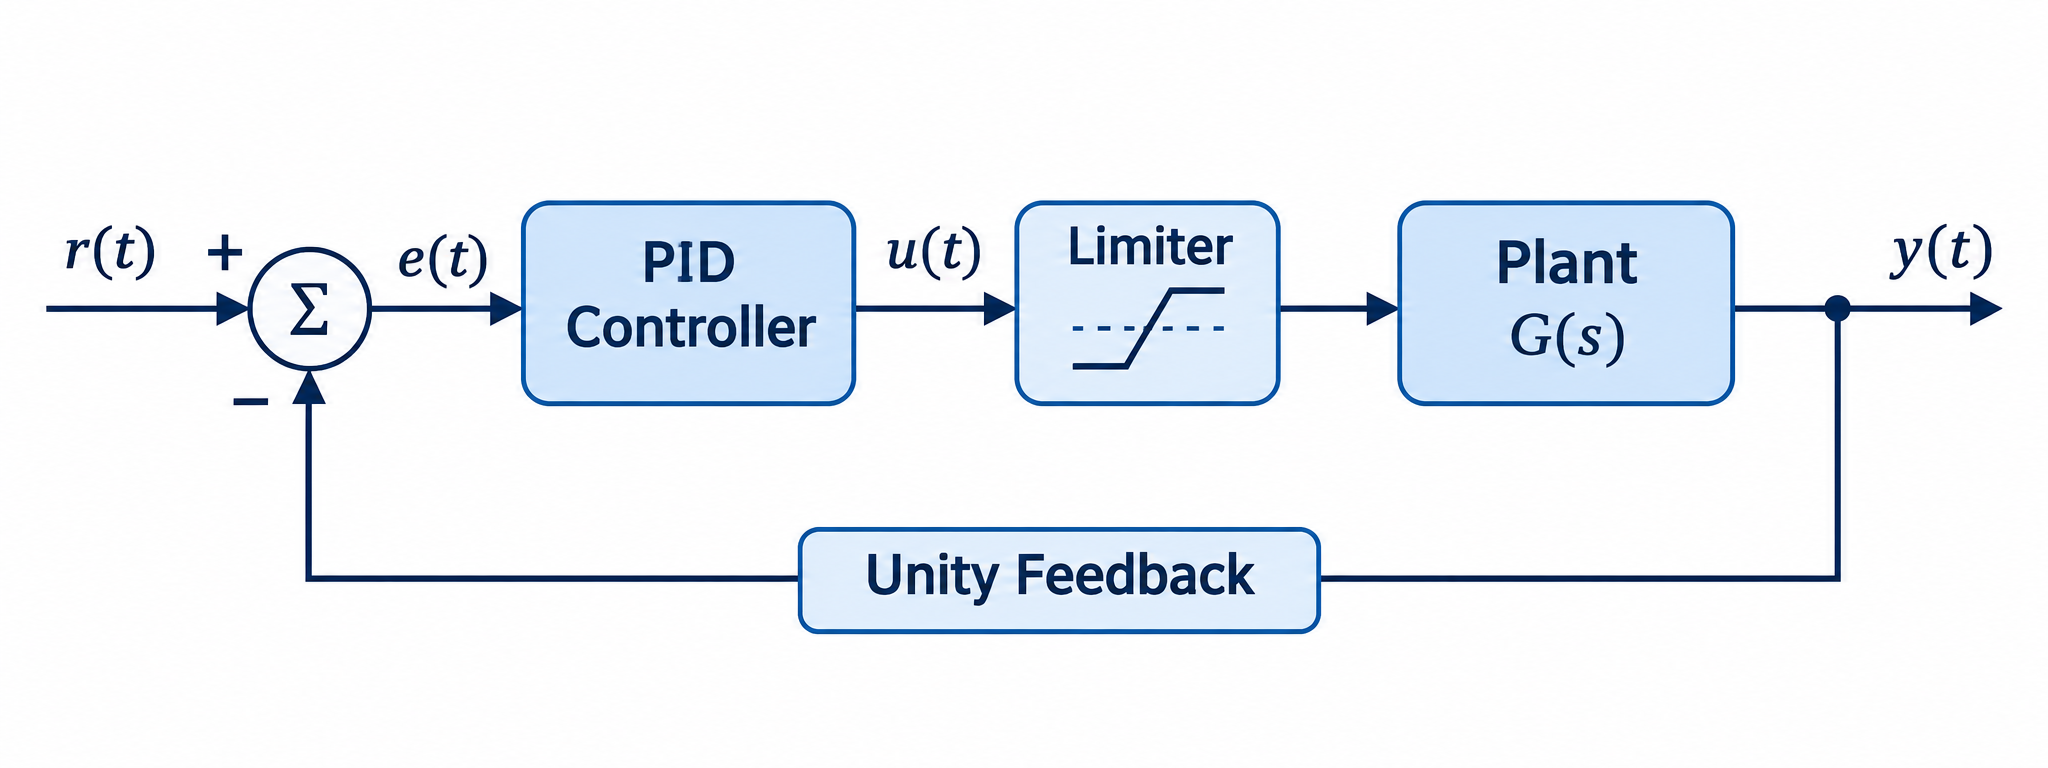 r(t)
+
Σ
−
e(t)
PID
Controller
u(t)
Limiter
Plant
G(s)
y(t)
Unity Feedback